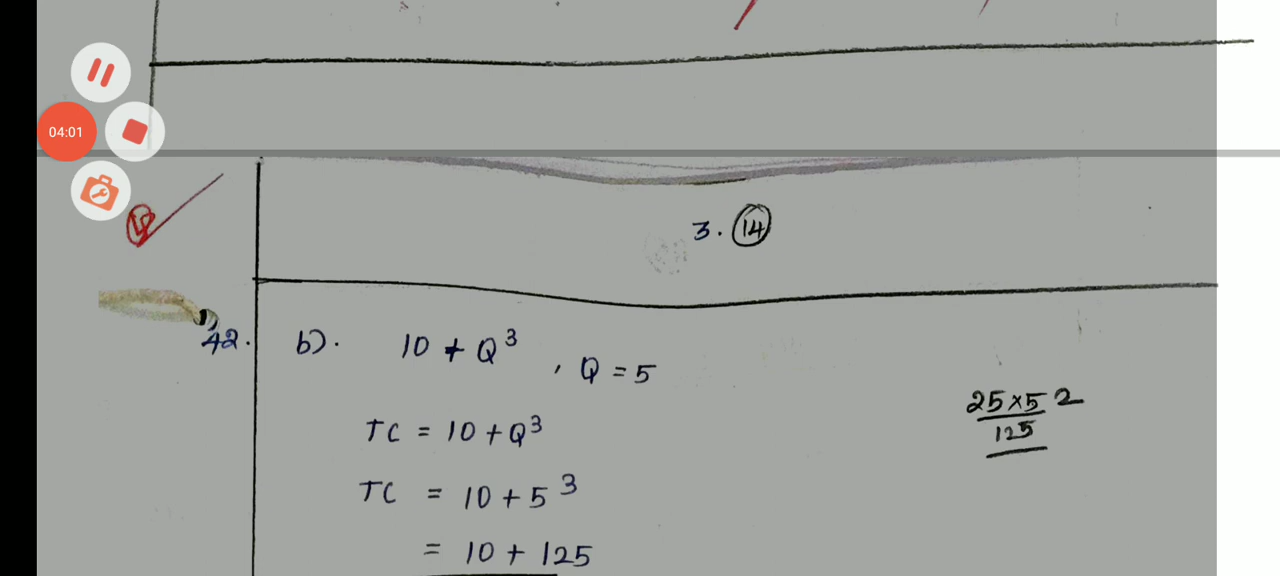 04:01
3. 14
42. b). 10 + Q³ , Q = 5
25×5 2
125
TC = 10 + Q³
TC = 10 + 5³
= 10 + 125